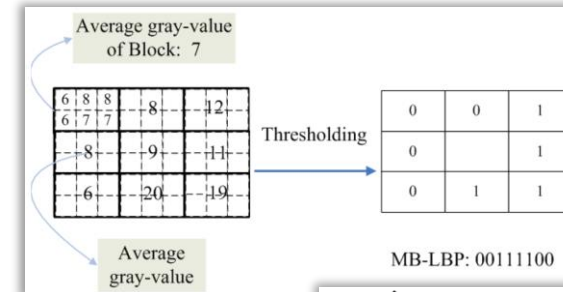 Average gray-value
of Block: 7
6 8 8
6 7 7
8
12
8
9
11
6
20
19
Thresholding
0 0 1
0 1
0 1 1
Average
gray-value
MB-LBP: 00111100